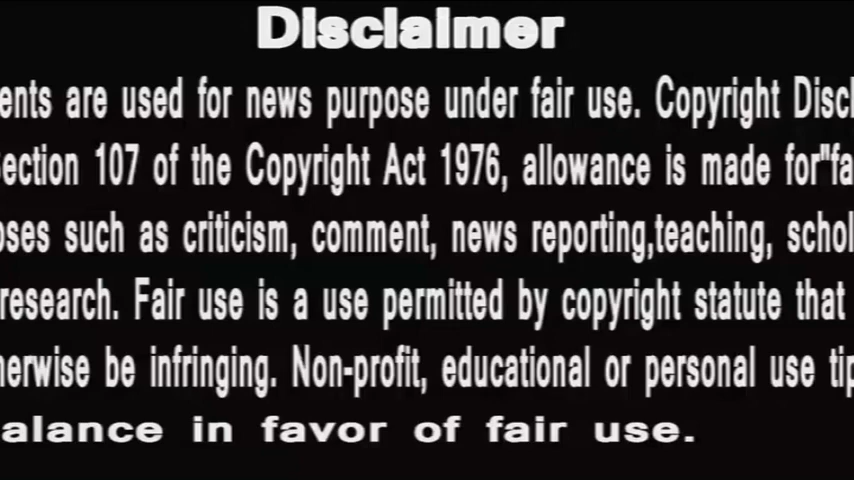 Disclaimer
ents are used for news purpose under fair use. Copyright Discl
ection 107 of the Copyright Act 1976, allowance is made for"fa
oses such as criticism, comment, news reporting,teaching, schol
research. Fair use is a use permitted by copyright statute that
herwise be infringing. Non-profit, educational or personal use tip
alance in favor of fair use.